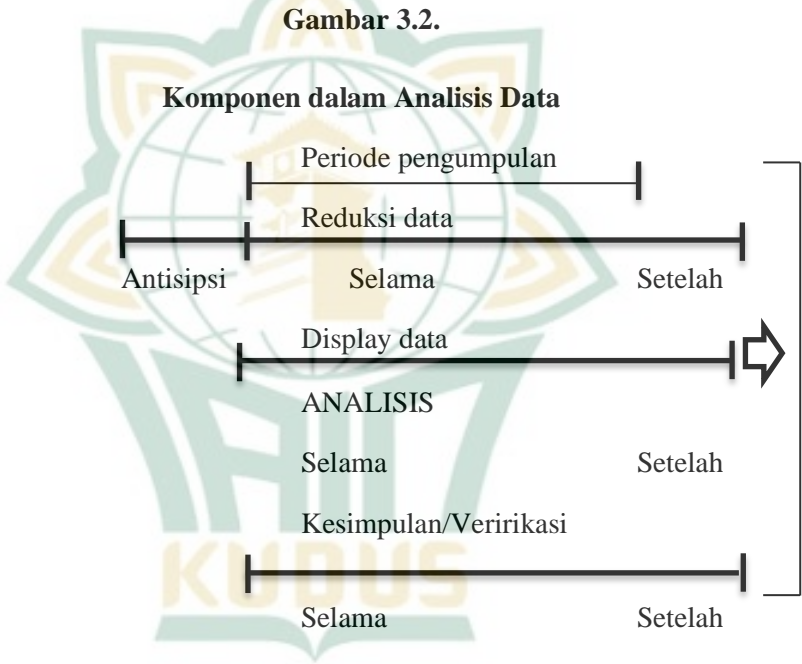 Gambar 3.2.
Komponen dalam Analisis Data
Periode pengumpulan
Reduksi data
Antisipsi Selama Setelah
Display data
ANALISIS
Selama Setelah
Kesimpulan/Veririkasi
KUDUS
Selama Setelah